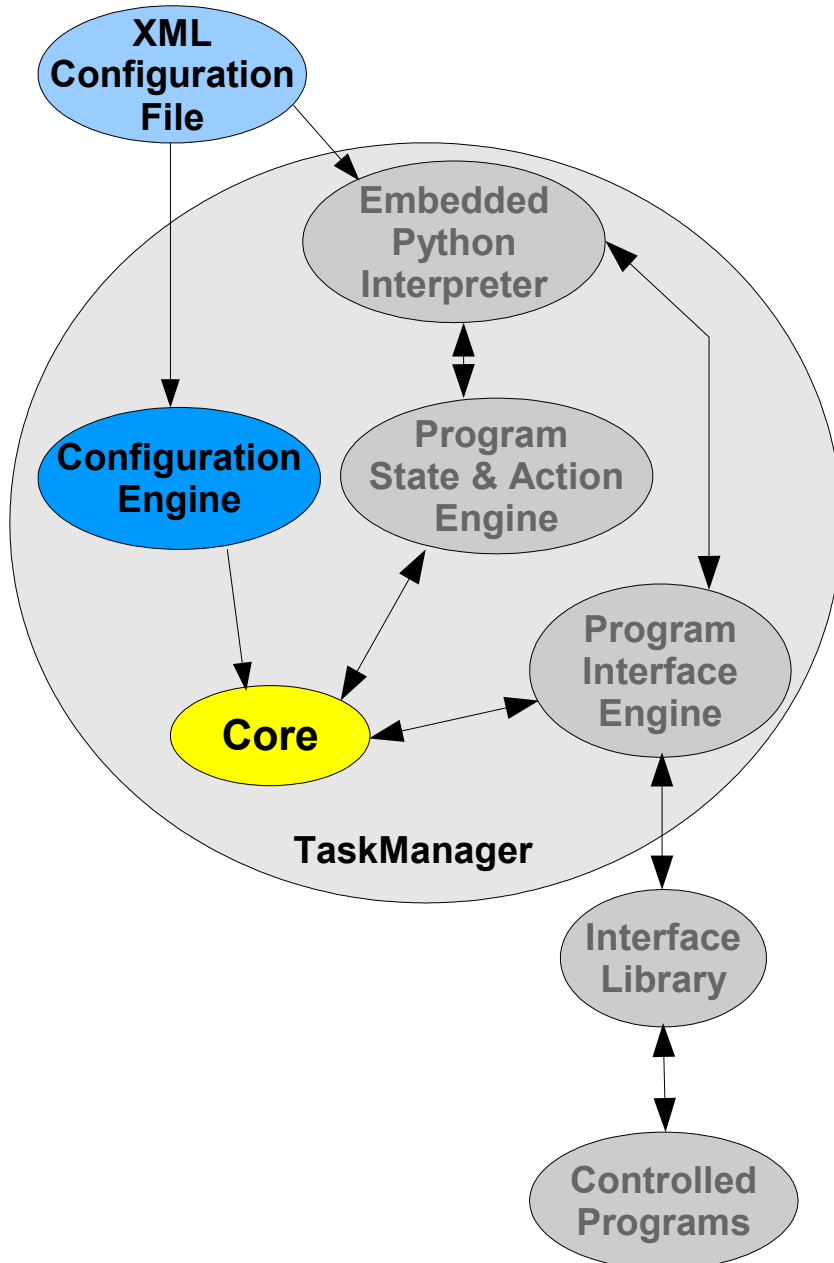 XML
Configuration
File
Embedded
Python
Interpreter
Configuration
Engine
Program
State & Action
Engine
Program
Interface
Engine
Core
TaskManager
Interface
Library
Controlled
Programs